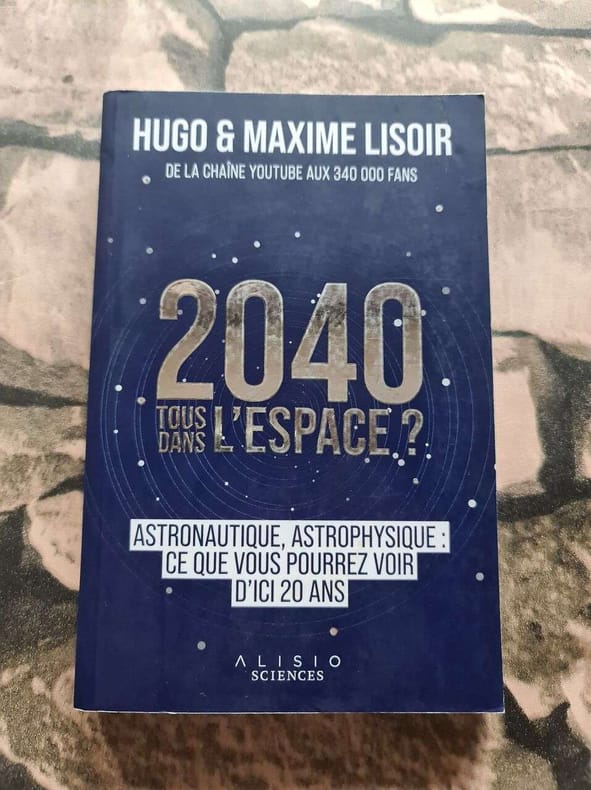 HUGO & MAXIME LISOIR
DE LA CHAÎNE YOUTUBE AUX 340 000 FANS
2040
TOUS DANS L'ESPACE ?
ASTRONAUTIQUE, ASTROPHYSIQUE :
CE QUE VOUS POURREZ VOIR
D'ICI 20 ANS
ALISIO
SCIENCES